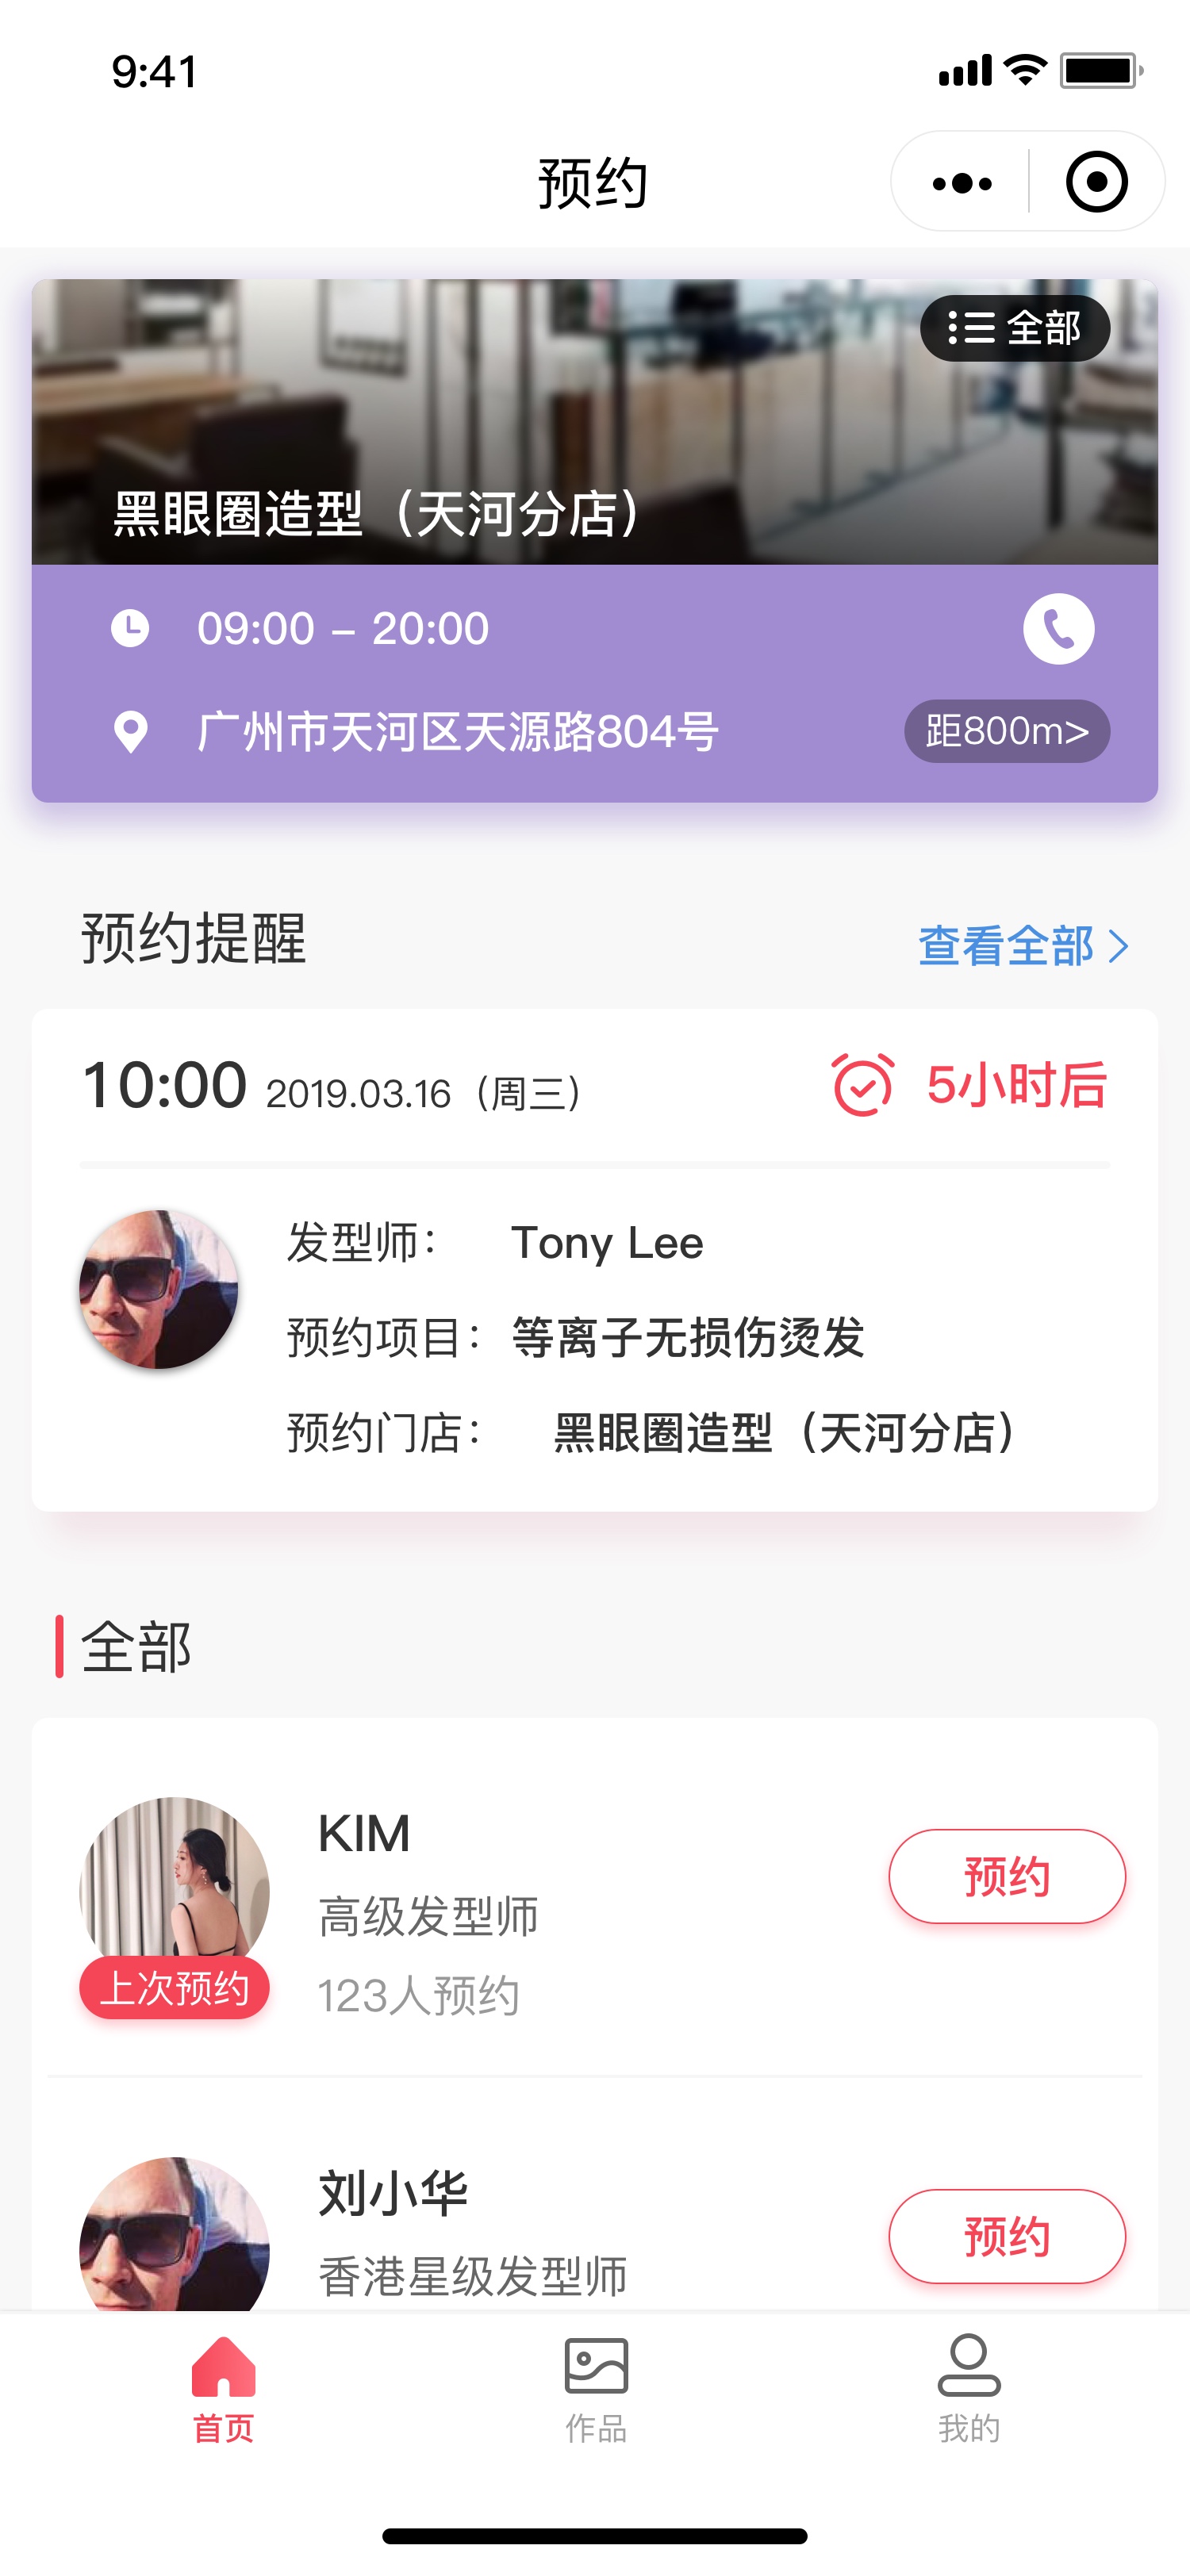 9:41
预约
全部
黑眼圈造型（天河分店）
09:00 – 20:00
广州市天河区天源路804号
距800m>
预约提醒
查看全部
10:00 2019.03.16（周三）
5小时后
发型师： Tony Lee
预约项目： 等离子无损伤烫发
预约门店： 黑眼圈造型（天河分店）
全部
KIM
高级发型师
123人预约
上次预约
预约
刘小华
香港星级发型师
预约
首页
作品
我的